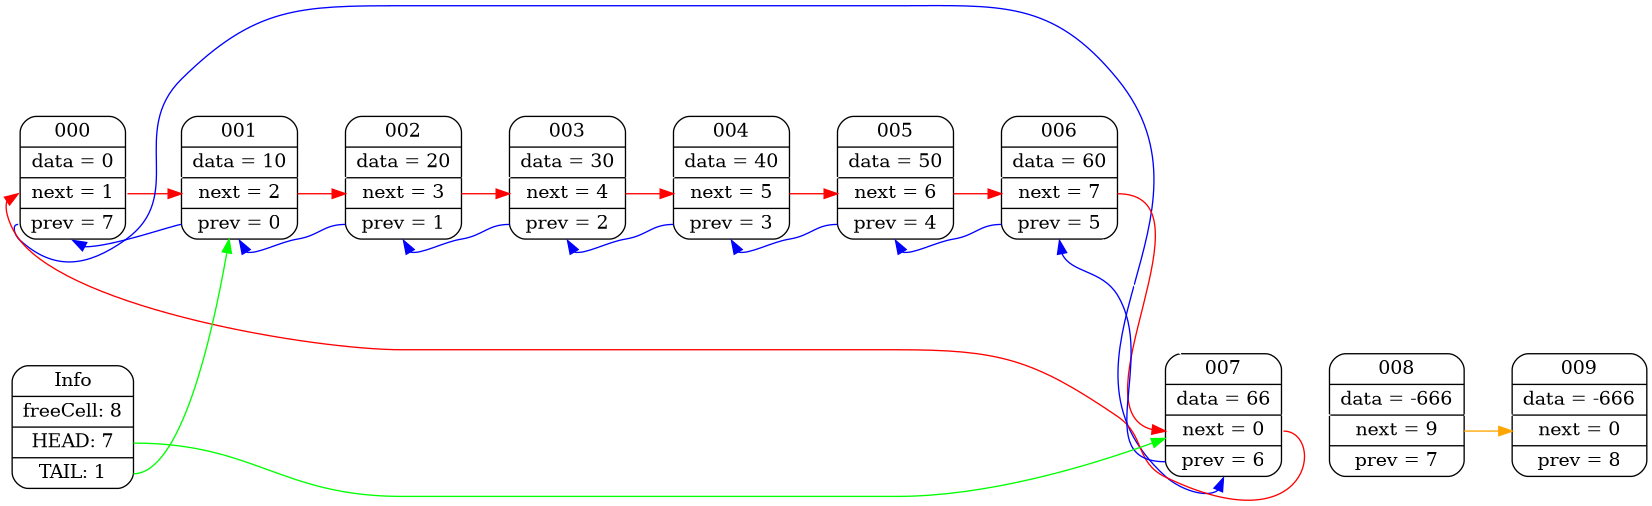 000
data = 0
next = 1
prev = 7
001
data = 10
next = 2
prev = 0
002
data = 20
next = 3
prev = 1
003
data = 30
next = 4
prev = 2
004
data = 40
next = 5
prev = 3
005
data = 50
next = 6
prev = 4
006
data = 60
next = 7
prev = 5
Info
freeCell: 8
HEAD: 7
TAIL: 1
007
data = 66
next = 0
prev = 6
008
data = -666
next = 9
prev = 7
009
data = -666
next = 0
prev = 8